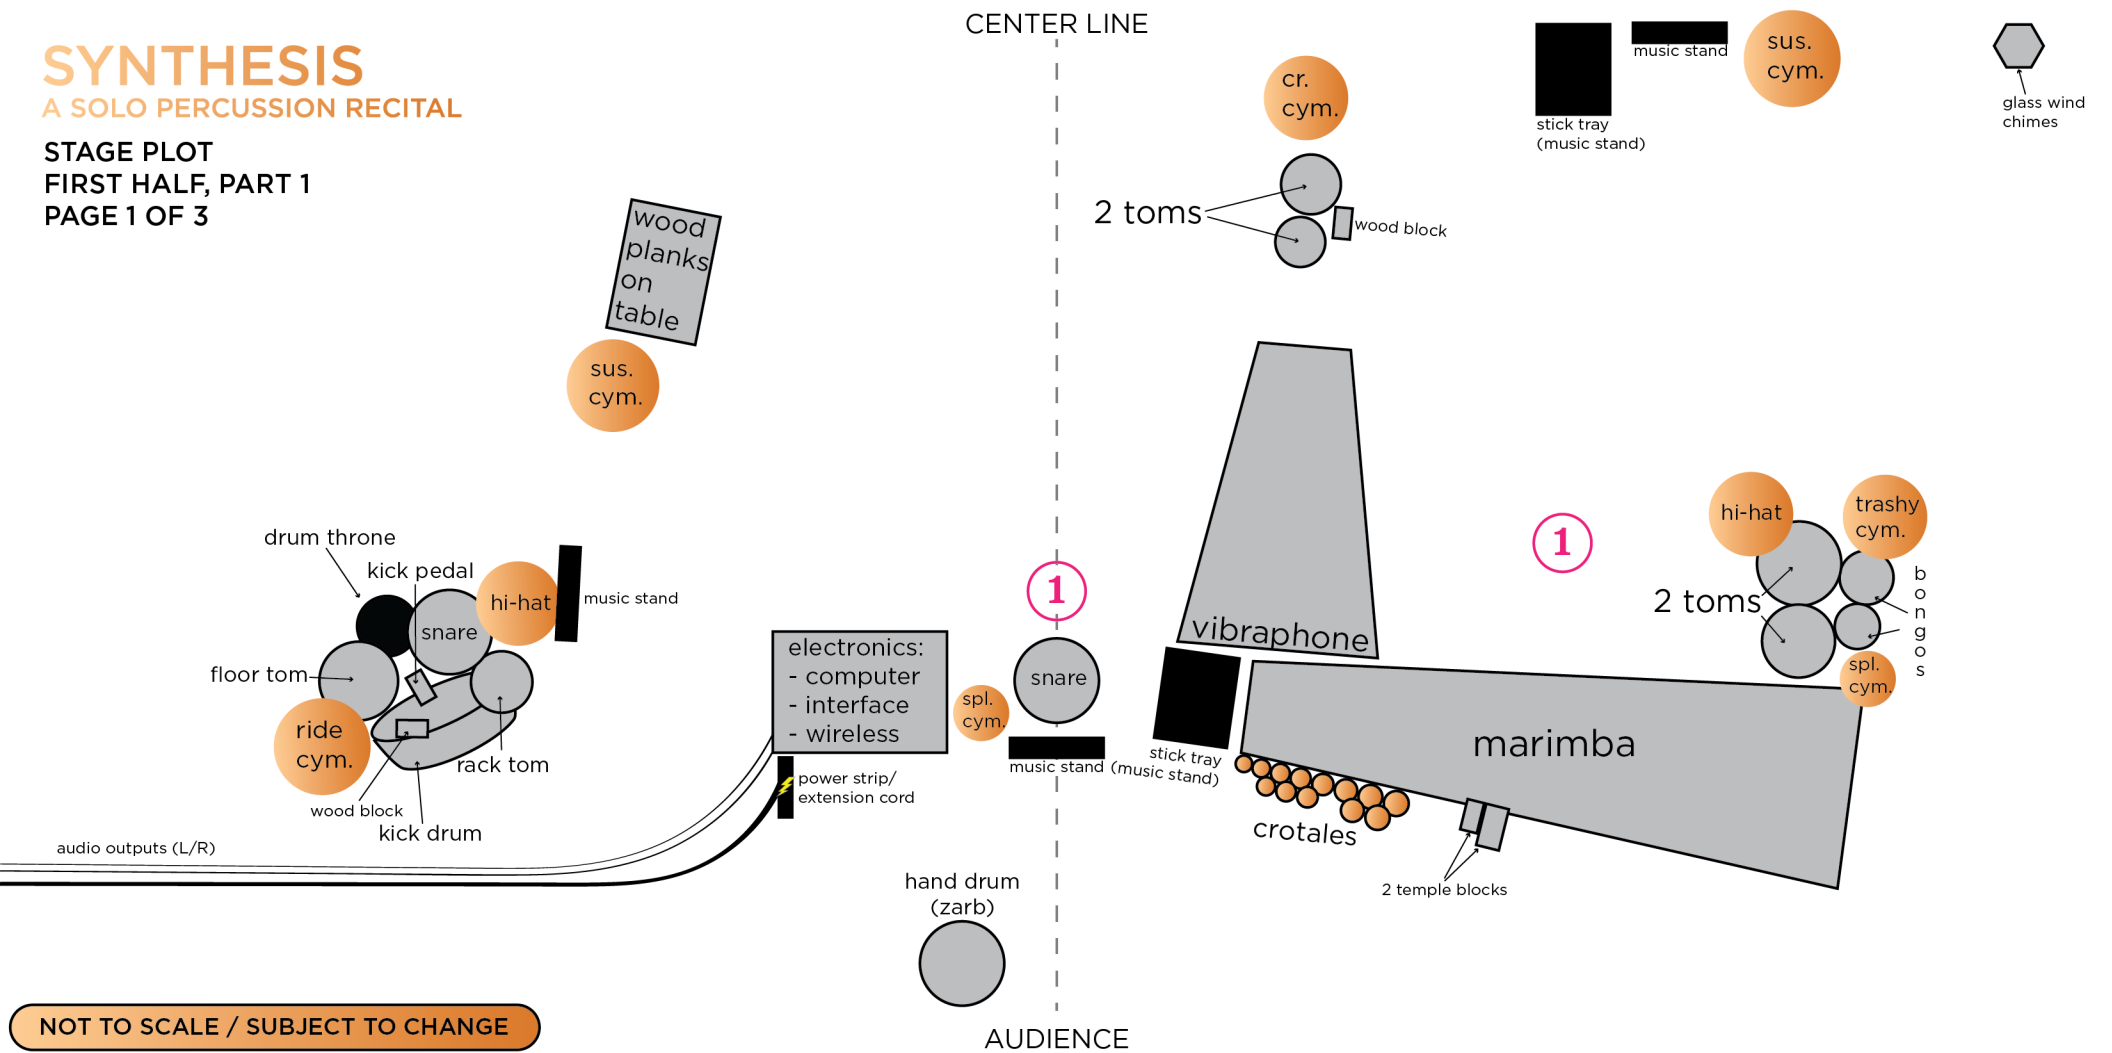 SYNTHESIS
A SOLO PERCUSSION RECITAL
STAGE PLOT
FIRST HALF, PART 1
PAGE 1 OF 3
CENTER LINE
cr.
cym.
2 toms
wood block
stick tray
(music stand)
music stand
sus.
cym.
glass wind
chimes
wood
planks
on
table
sus.
cym.
drum throne
kick pedal
snare
hi-hat
music stand
floor tom
ride
cym.
rack tom
wood block
kick drum
audio outputs (L/R)
electronics:
- computer
- interface
- wireless
power strip/
extension cord
spl.
cym.
1
snare
music stand
vibraphone
stick tray
(music stand)
1
hi-hat
trashy
cym.
2 toms
bongos
spl.
cym.
marimba
crotales
2 temple blocks
hand drum
(zarb)
NOT TO SCALE / SUBJECT TO CHANGE
AUDIENCE